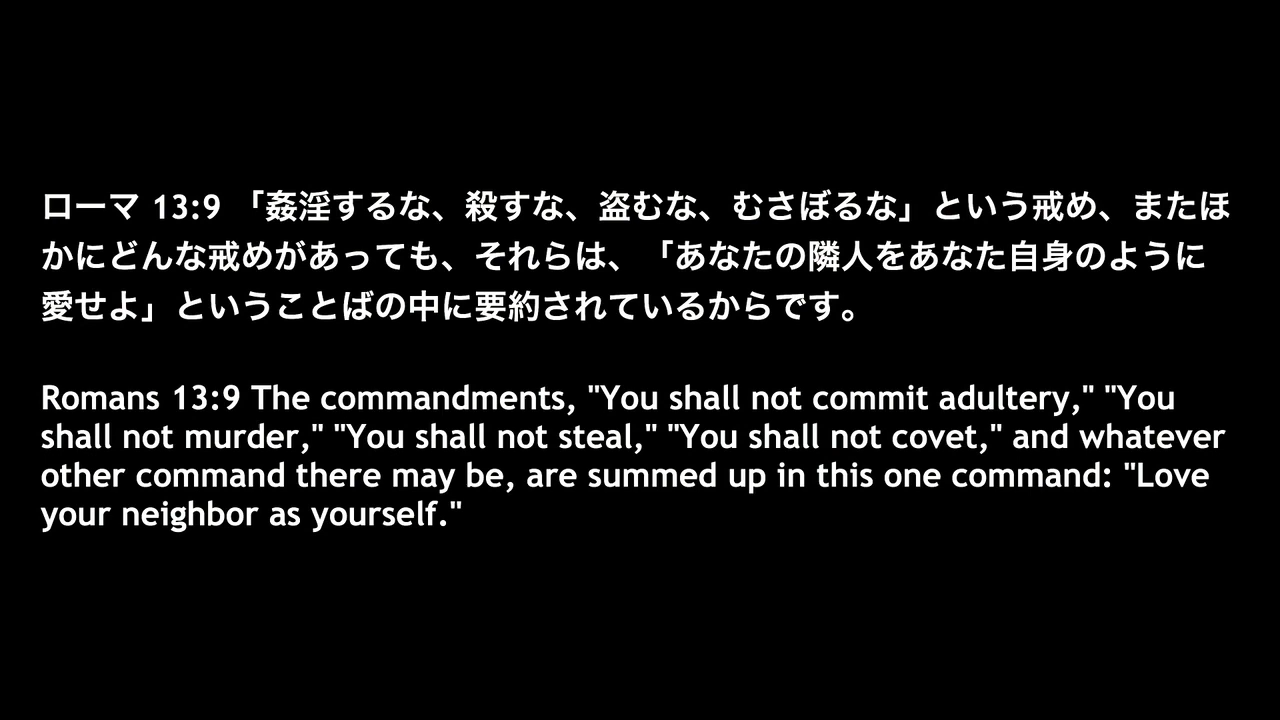 ローマ 13:9 「姦淫するな、殺すな、盗むな、むさぼるな」という戒め、またほ
かにどんな戒めがあっても、それらは、「あなたの隣人をあなた自身のように
愛せよ」ということばの中に要約されているからです。
Romans 13:9 The commandments, "You shall not commit adultery," "You
shall not murder," "You shall not steal," "You shall not covet," and whatever
other command there may be, are summed up in this one command: "Love
your neighbor as yourself."